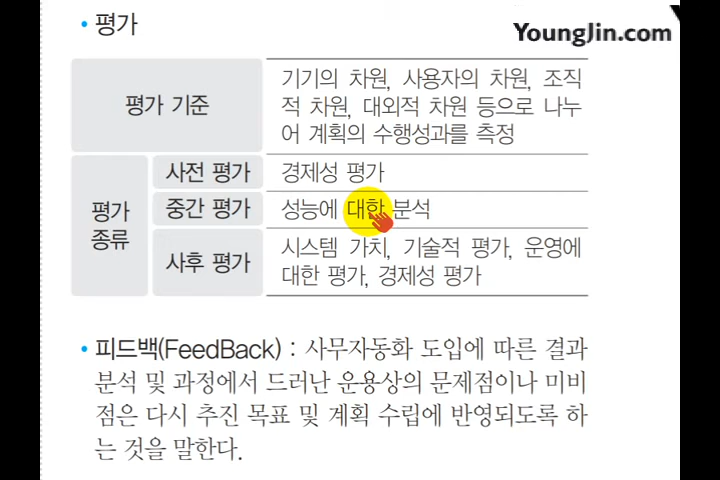 • 평가
YoungJin.com
평가 기준
기기의 차원, 사용자의 차원, 조직
적 차원, 대외적 차원 등으로 나누
어 계획의 수행성과를 측정
평가
종류
사전 평가
경제성 평가
중간 평가
성능에 대한 분석
사후 평가
시스템 가치, 기술적 평가, 운영에
대한 평가, 경제성 평가
• 피드백(FeedBack) : 사무자동화 도입에 따른 결과
분석 및 과정에서 드러난 운용상의 문제점이나 미비
점은 다시 추진 목표 및 계획 수립에 반영되도록 하
는 것을 말한다.